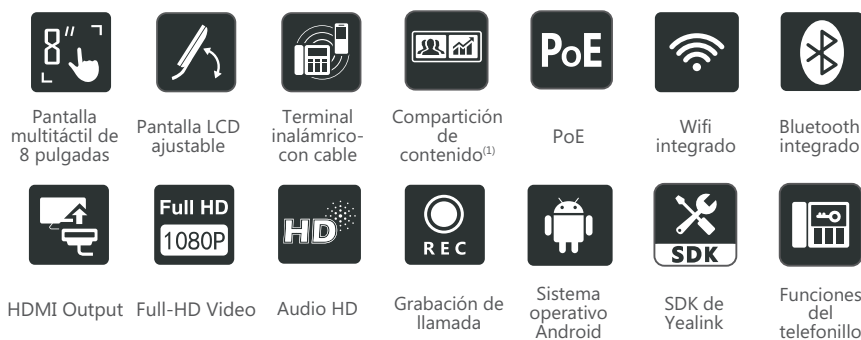 8"
PoE
Pantalla
multitáctil de
8 pulgadas
Pantalla LCD
ajustable
Terminal
inalámrico-
con cable
Compartición
de
contenido(1)
PoE
Wifi
integrado
Bluetooth
integrado
Full HD
1080P
HD
REC
SDK
HDMI Output
Full-HD Video
Audio HD
Grabación de
llamada
Sistema
operativo
Android
SDK de
Yealink
Funciones
del
telefonillo